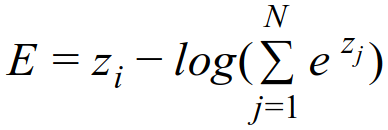 E = z_i − log(∑_{j=1}^{N} e^{z_j})